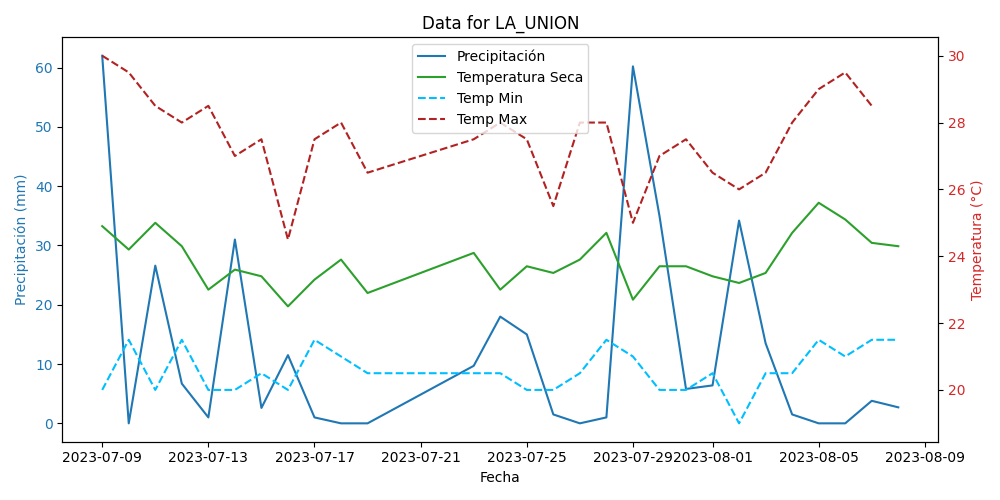 Data for LA_UNION
Precipitación
Temperatura Seca
Temp Min
Temp Max
Precipitación (mm)
60
50
40
30
20
10
0
30
28
26
24
22
20
Temperatura (°C)
2023-07-09 2023-07-13 2023-07-17 2023-07-21 2023-07-25 2023-07-29 2023-08-01 2023-08-05 2023-08-09
Fecha